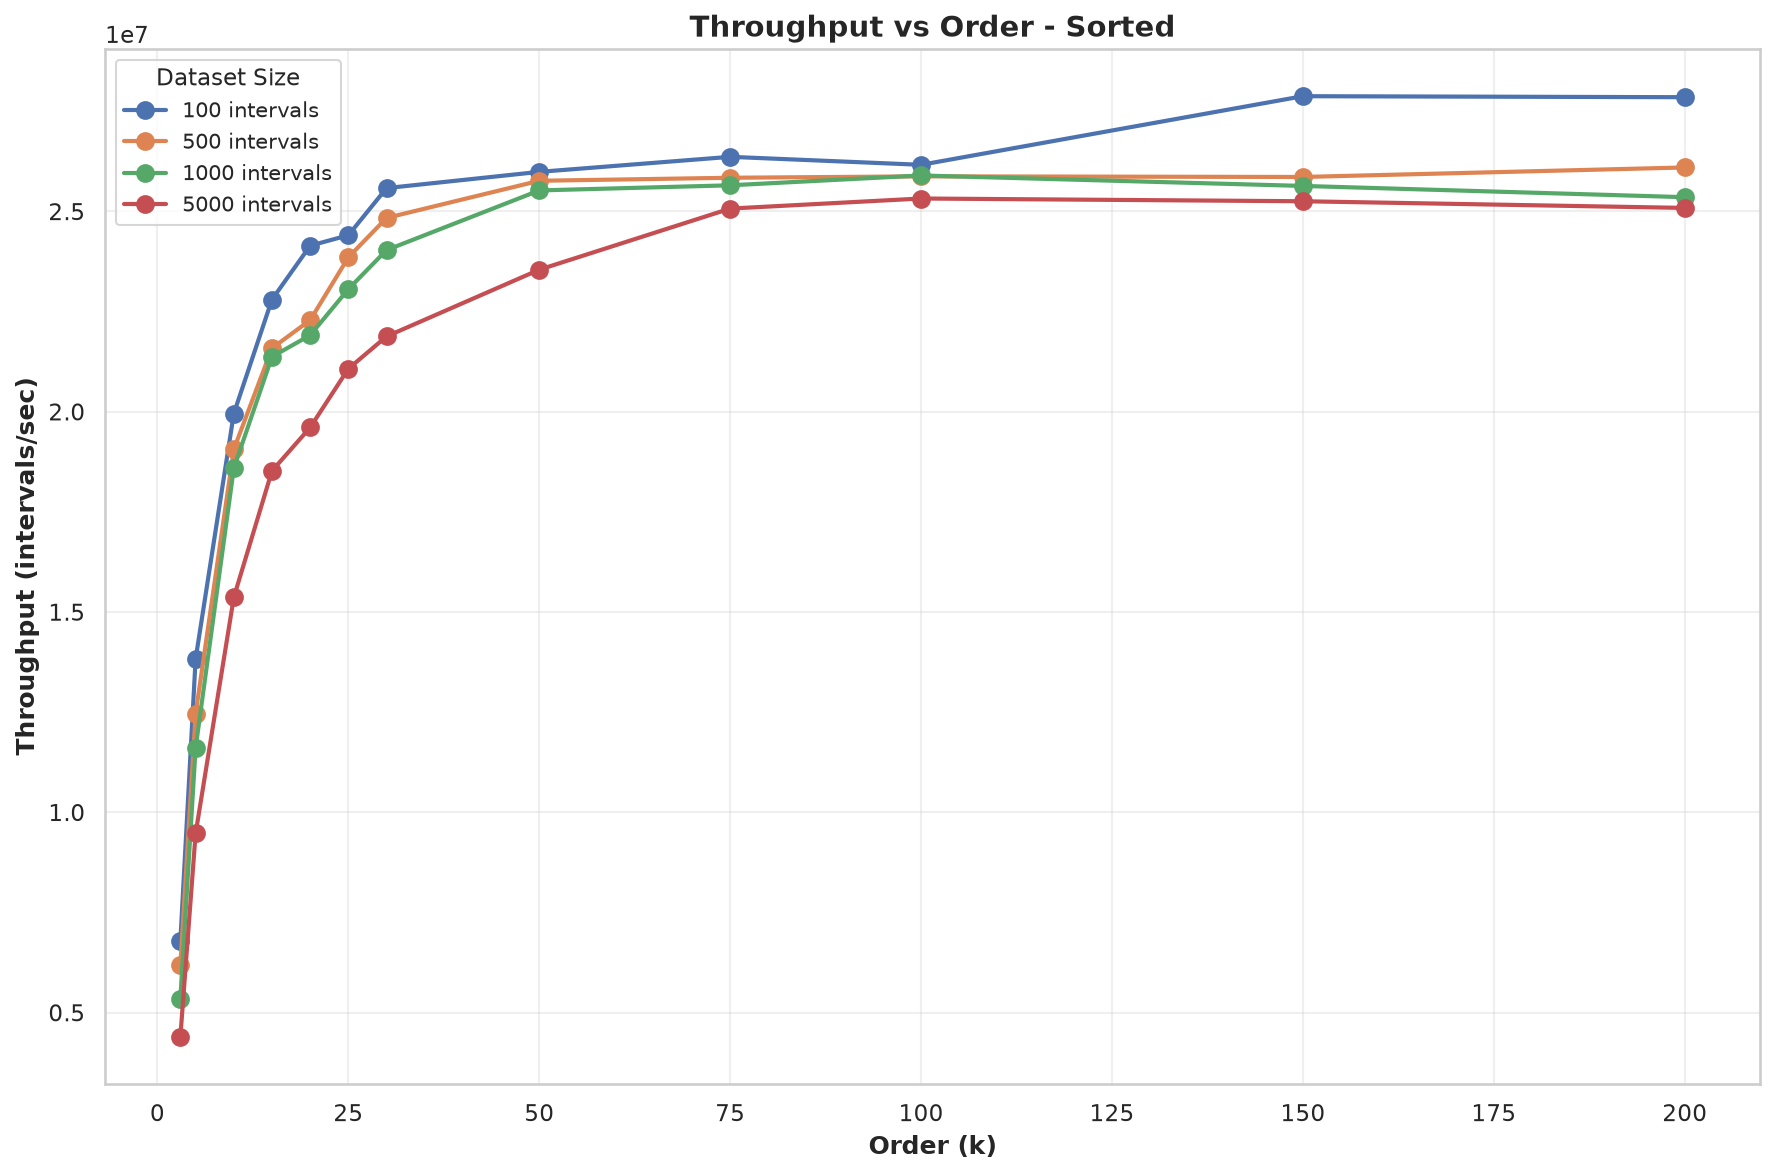 Throughput vs Order - Sorted
1e7
Dataset Size
100 intervals
500 intervals
1000 intervals
5000 intervals
2.5
2.0
1.5
1.0
0.5
Throughput (intervals/sec)
0 25 50 75 100 125 150 175 200
Order (k)